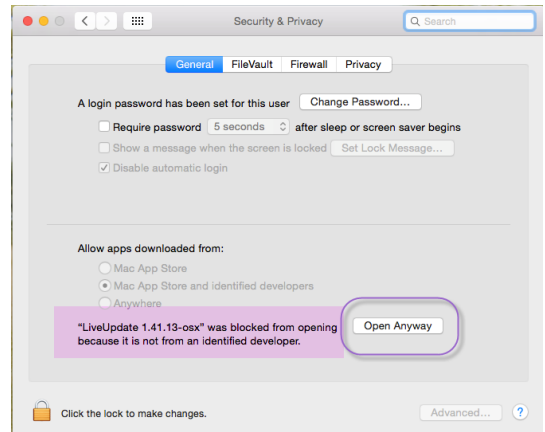 Security & Privacy
Search
General FileVault Firewall Privacy
A login password has been set for this user Change Password...
Require password 5 seconds after sleep or screen saver begins
Show a message when the screen is locked Set Lock Message...
Disable automatic login
Allow apps downloaded from:
Mac App Store
Mac App Store and identified developers
Anywhere
“LiveUpdate 1.41.13-osx” was blocked from opening Open Anyway
because it is not from an identified developer.
Click the lock to make changes. Advanced... ?